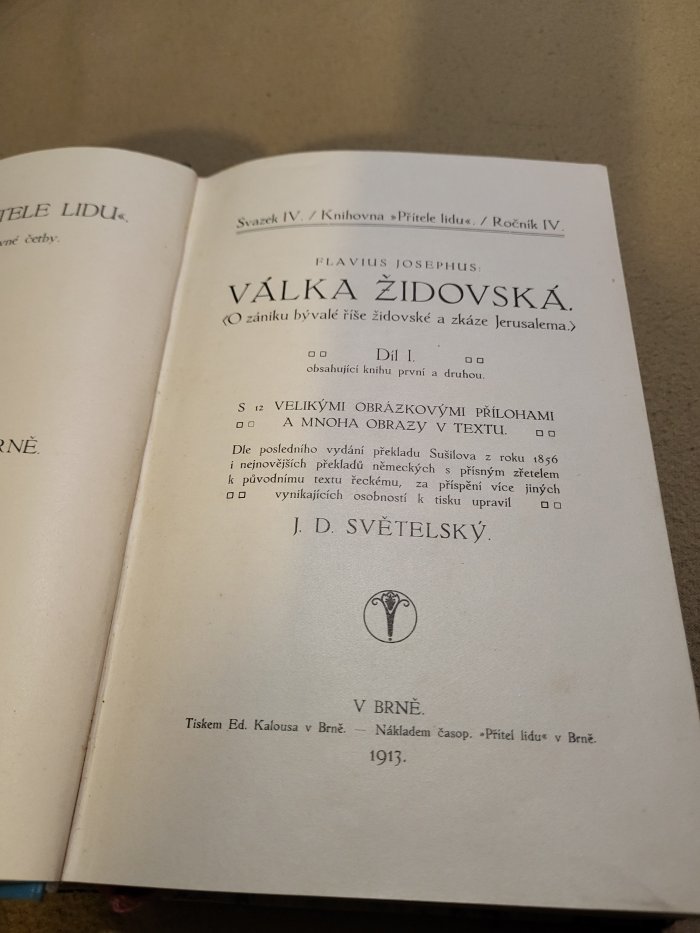 TELE LIDU«.
četby.
RNĚ.
Svazek IV. / Knihovna »Přítele lidu«. / Ročník IV.
FLAVIUS JOSEPHUS:
VÁLKA ŽIDOVSKÁ.
(O zániku bývalé říše židovské a zkáze Jerusalema.)
Díl I.
obsahující knihu první a druhou.
S 12 VELIKÝMI OBRÁZKOVÝMI PŘÍLOHAMI
A MNOHA OBRAZY V TEXTU.
Dle posledního vydání překladu Sušilova z roku 1856
i nejnovějších překladů německých s přísným zřetelem
k původnímu textu řeckému, za přispění více jiných
vynikajících osobností k tisku upravil
J. D. SVĚTELSKÝ.
V BRNĚ.
Tiskem Ed. Kalousa v Brně. — Nákladem časop. »Přítel lidu« v Brně.
1913.